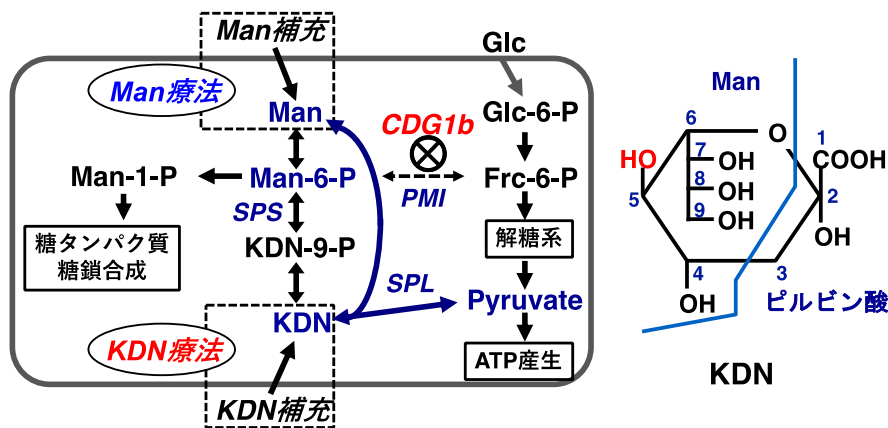 Man補充
Glc
Man療法
Man
CDG1b
Glc-6-P
Man-1-P
Man-6-P
Frc-6-P
PMI
SPS
糖タンパク質
糖鎖合成
KDN-9-P
解糖系
SPL
KDN
Pyruvate
KDN療法
ATP産生
KDN補充
Man
6
O
1
HO
7
OH
COOH
8
OH
5
9
OH
2
OH
4
3
OH
ピルビン酸
KDN